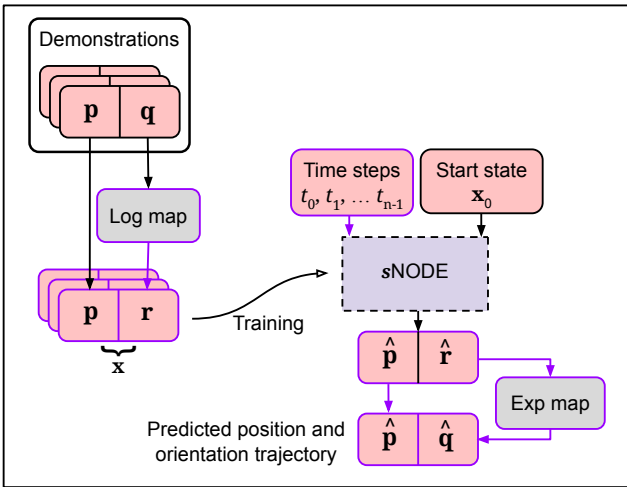 Demonstrations
p q
Log map
p r
x
Training
Time steps
t₀, t₁, … tₙ₋₁
Start state
x₀
sNODE
p̂ r̂
Exp map
p̂ q̂
Predicted position and
orientation trajectory